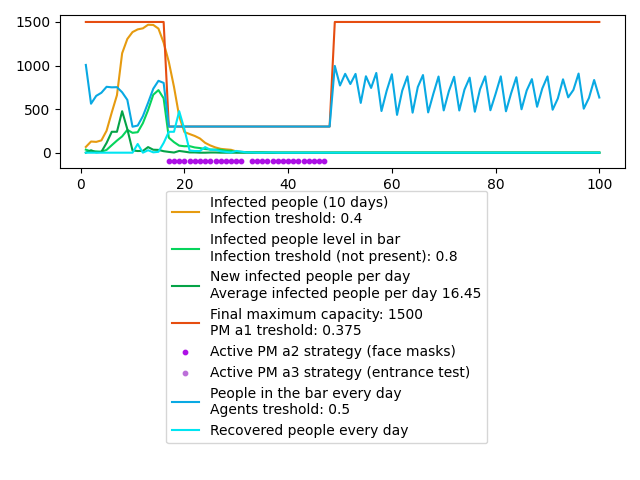 1500
1000
500
0
0 20 40 60 80 100
Infected people (10 days)
Infection treshold: 0.4
Infected people level in bar
Infection treshold (not present): 0.8
New infected people per day
Average infected people per day 16.45
Final maximum capacity: 1500
PM a1 treshold: 0.375
Active PM a2 strategy (face masks)
Active PM a3 strategy (entrance test)
People in the bar every day
Agents treshold: 0.5
Recovered people every day